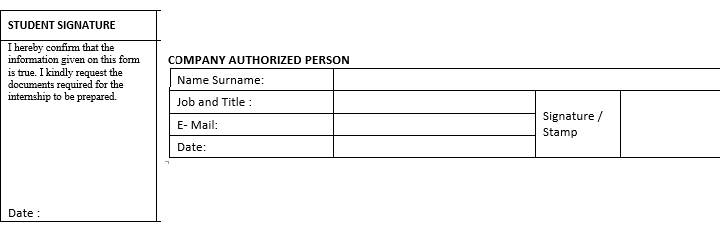 STUDENT SIGNATURE
I hereby confirm that the
information given on this form
is true. I kindly request the
documents required for the
internship to be prepared.
Date :
COMPANY AUTHORIZED PERSON
Name Surname:
Job and Title :
E- Mail:
Date:
Signature /
Stamp